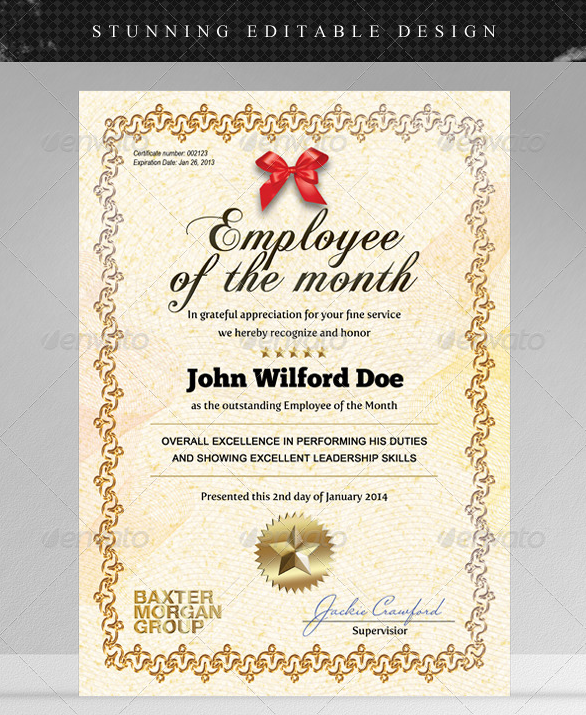 STUNNING EDITABLE DESIGN
Certificate number: 002123
Expiration Date: Jan 26, 2013
Employee
of the month
In grateful appreciation for your fine service
we hereby recognize and honor
John Wilford Doe
as the outstanding Employee of the Month
OVERALL EXCELLENCE IN PERFORMING HIS DUTIES
AND SHOWING EXCELLENT LEADERSHIP SKILLS
Presented this 2nd day of January 2014
BAXTER
MORGAN
GROUP
Jackie Crawford
Supervisior
envato